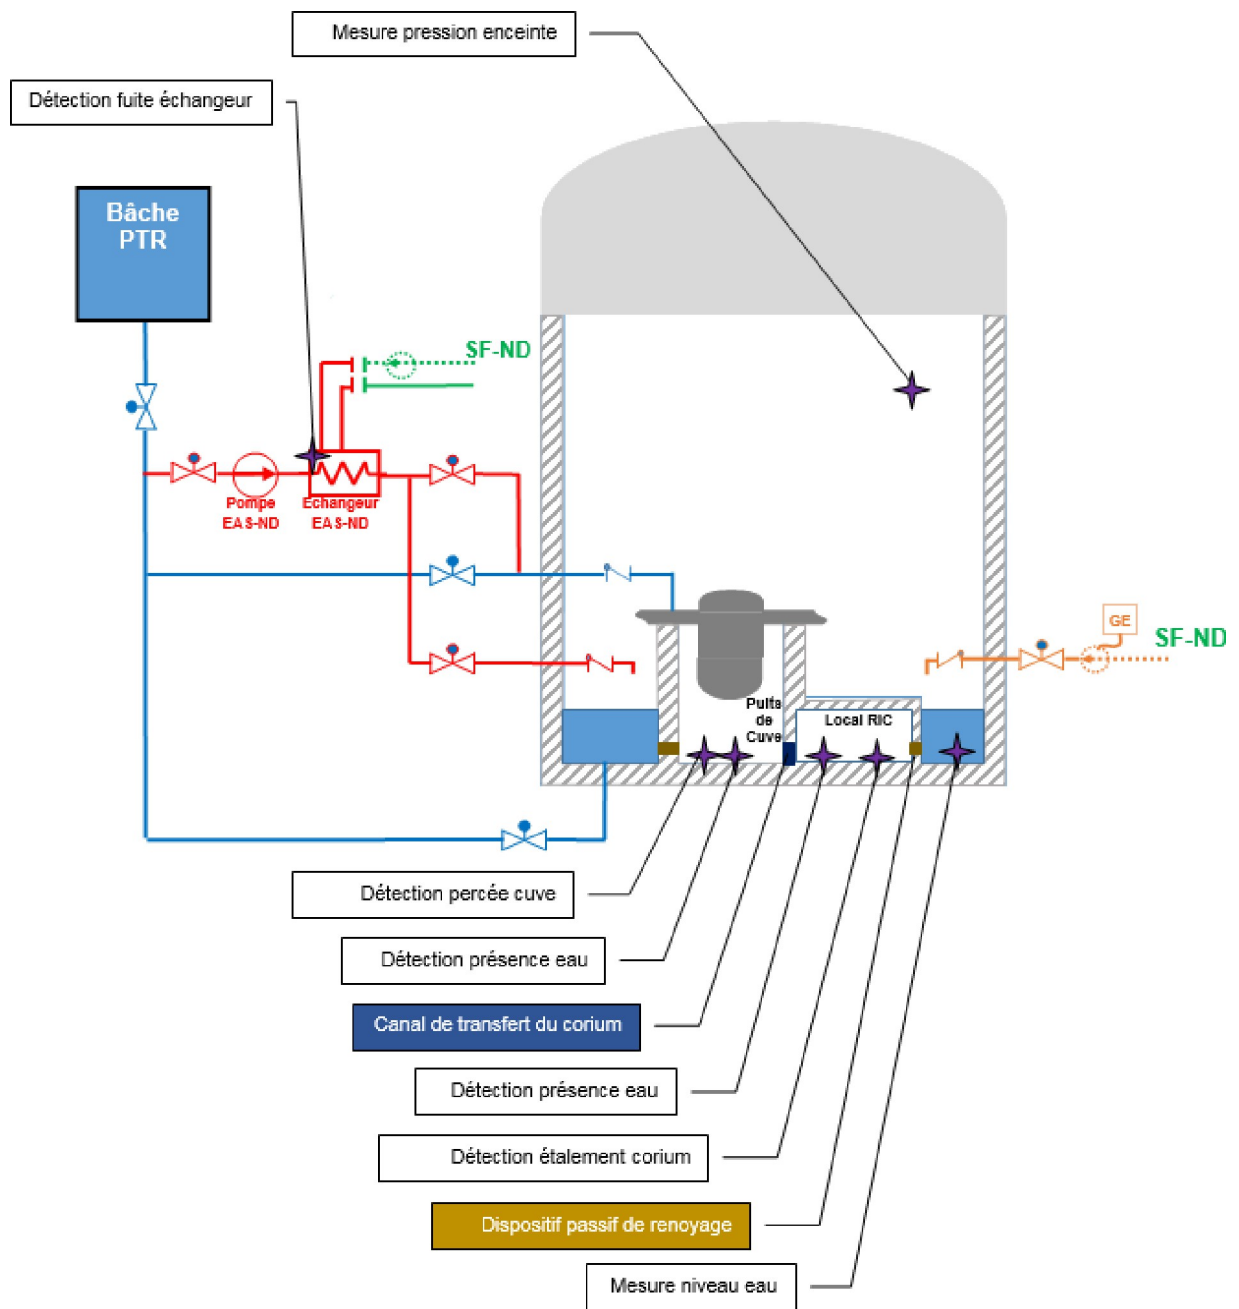 Mesure pression enceinte
Détection fuite échangeur
Bâche
PTR
SF-ND
Pompe
EAS-ND
Echangeur
EAS-ND
GE
SF-ND
Puits
de
Cuve
Local RIC
Détection percée cuve
Détection présence eau
Canal de transfert du corium
Détection présence eau
Détection étalement corium
Dispositif passif de renoyage
Mesure niveau eau